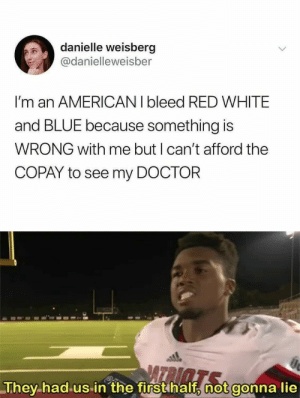 danielle weisberg
@danielleweisber
I'm an AMERICAN I bleed RED WHITE
and BLUE because something is
WRONG with me but I can't afford the
COPAY to see my DOCTOR
PATRIOTS
They had us in the first half, not gonna lie